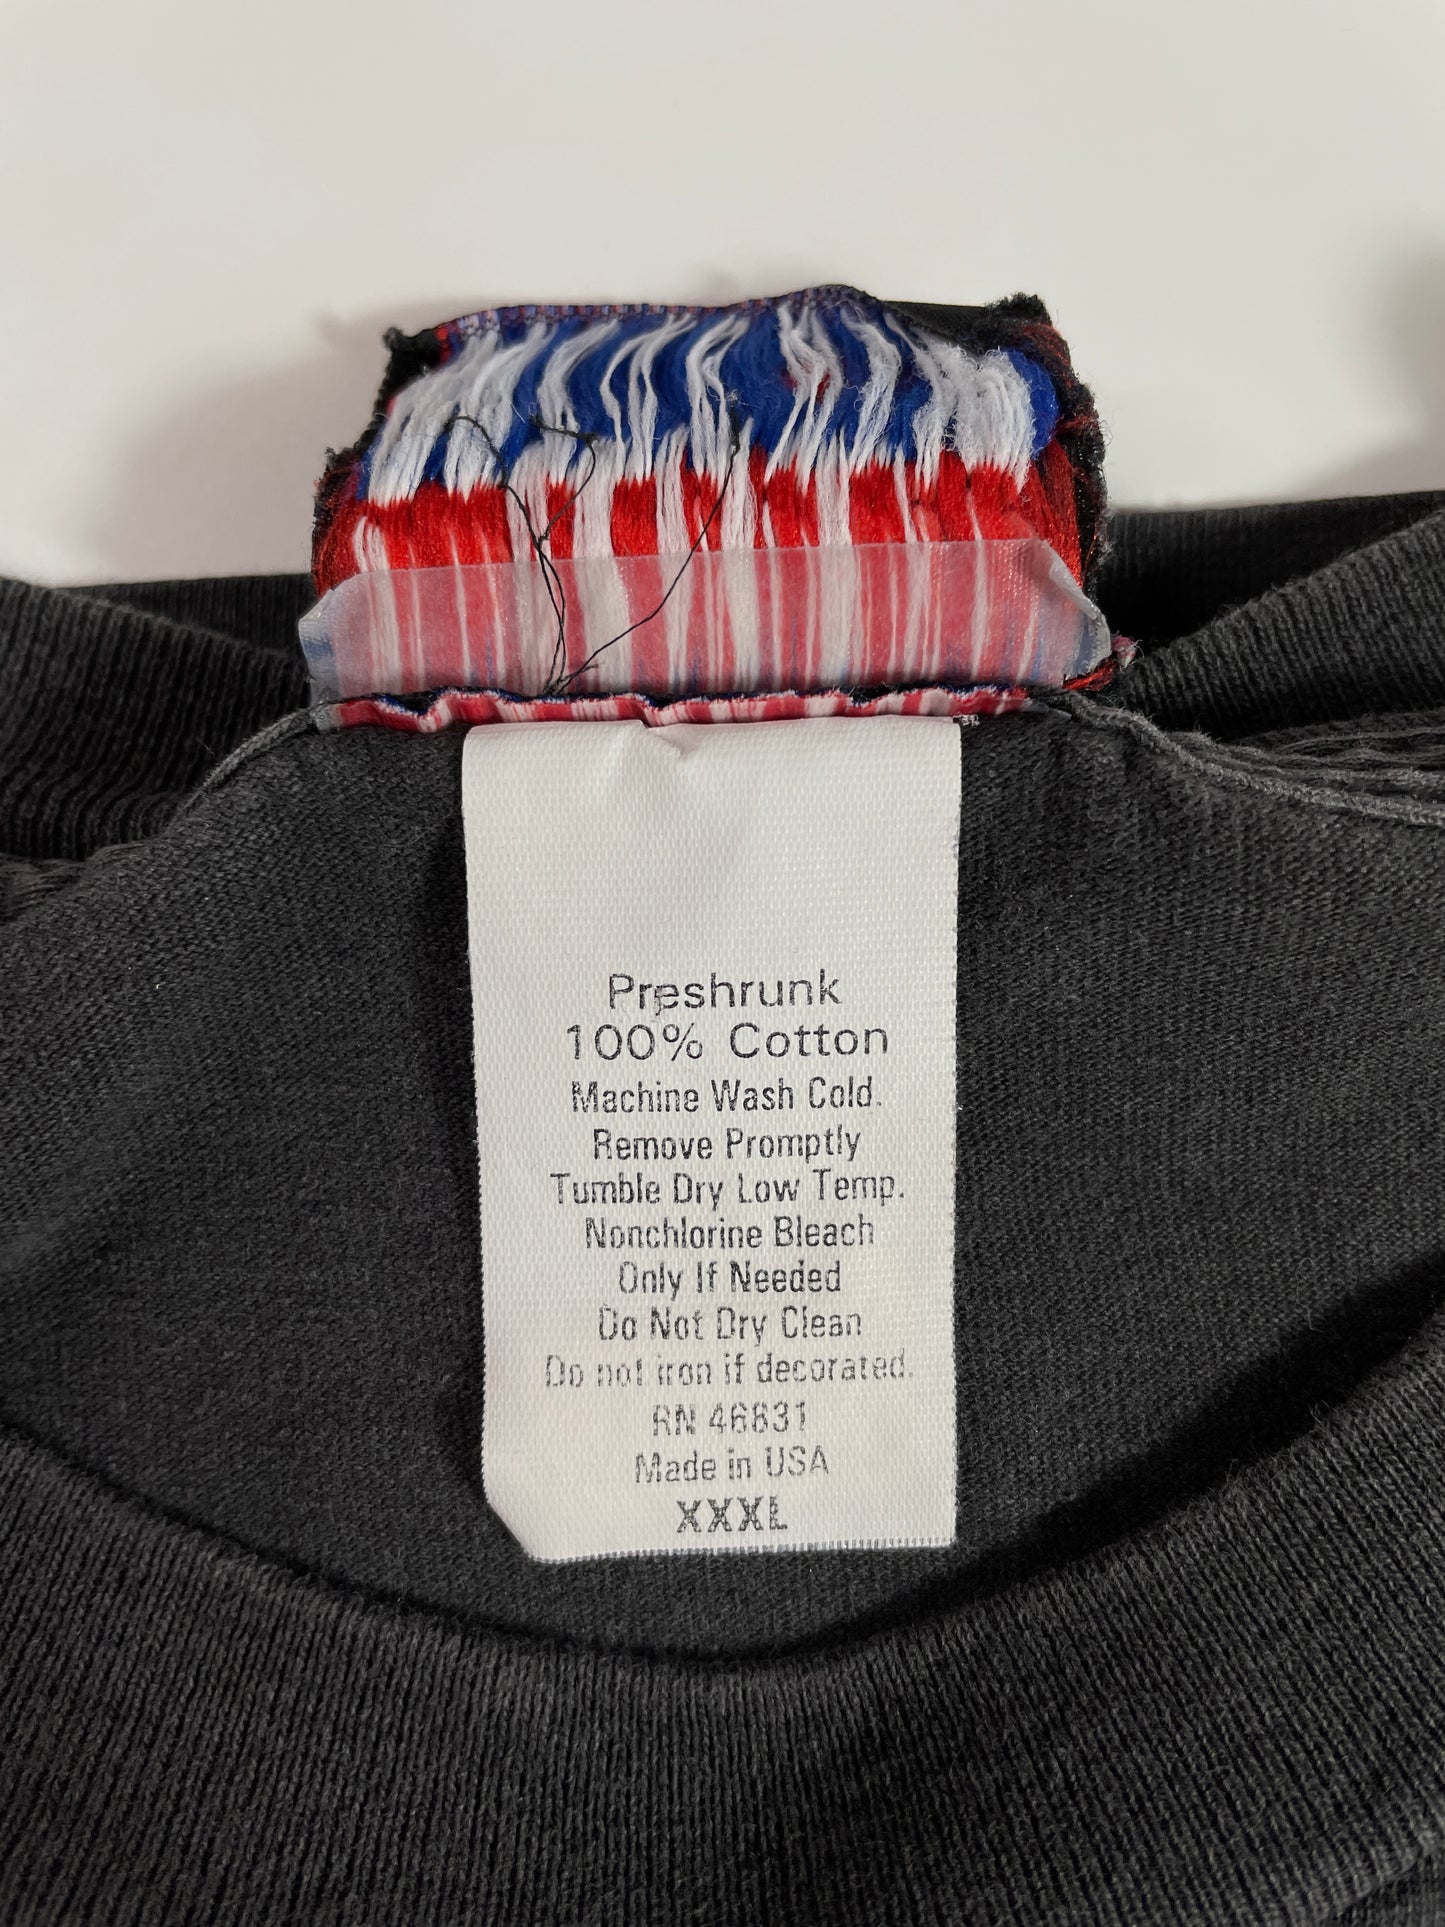 Preshrunk
100% Cotton
Machine Wash Cold.
Remove Promptly
Tumble Dry Low Temp.
Nonchlorine Bleach
Only If Needed
Do Not Dry Clean
Do not iron if decorated.
RN 46831
Made in USA
XXXL